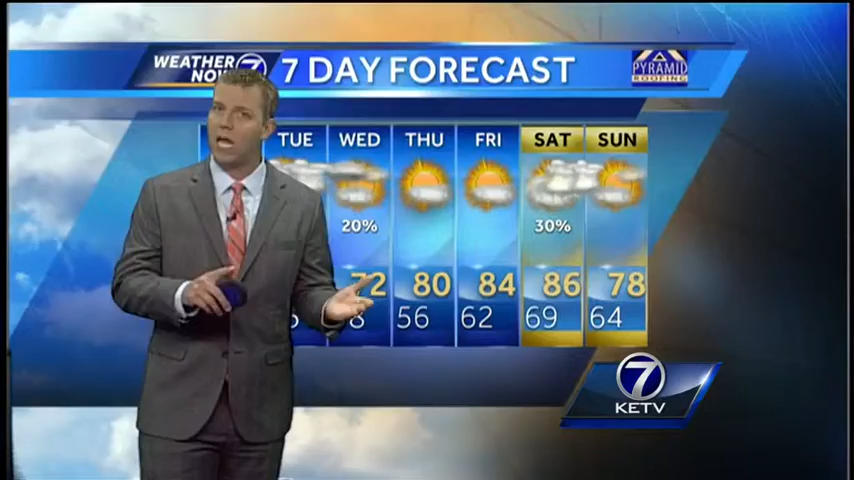 WEATHER NOW 7
7 DAY FORECAST
PYRAMID
ROOFING
TUE WED THU FRI SAT SUN
20% 30%
72 80 84 86 78
56 62 69 64
7
KETV